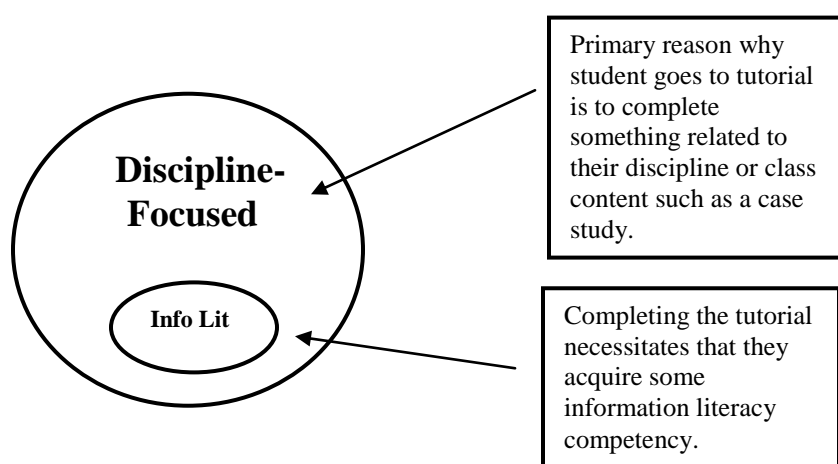 Discipline-
Focused
Info Lit
Primary reason why
student goes to tutorial
is to complete
something related to
their discipline or class
content such as a case
study.
Completing the tutorial
necessitates that they
acquire some
information literacy
competency.